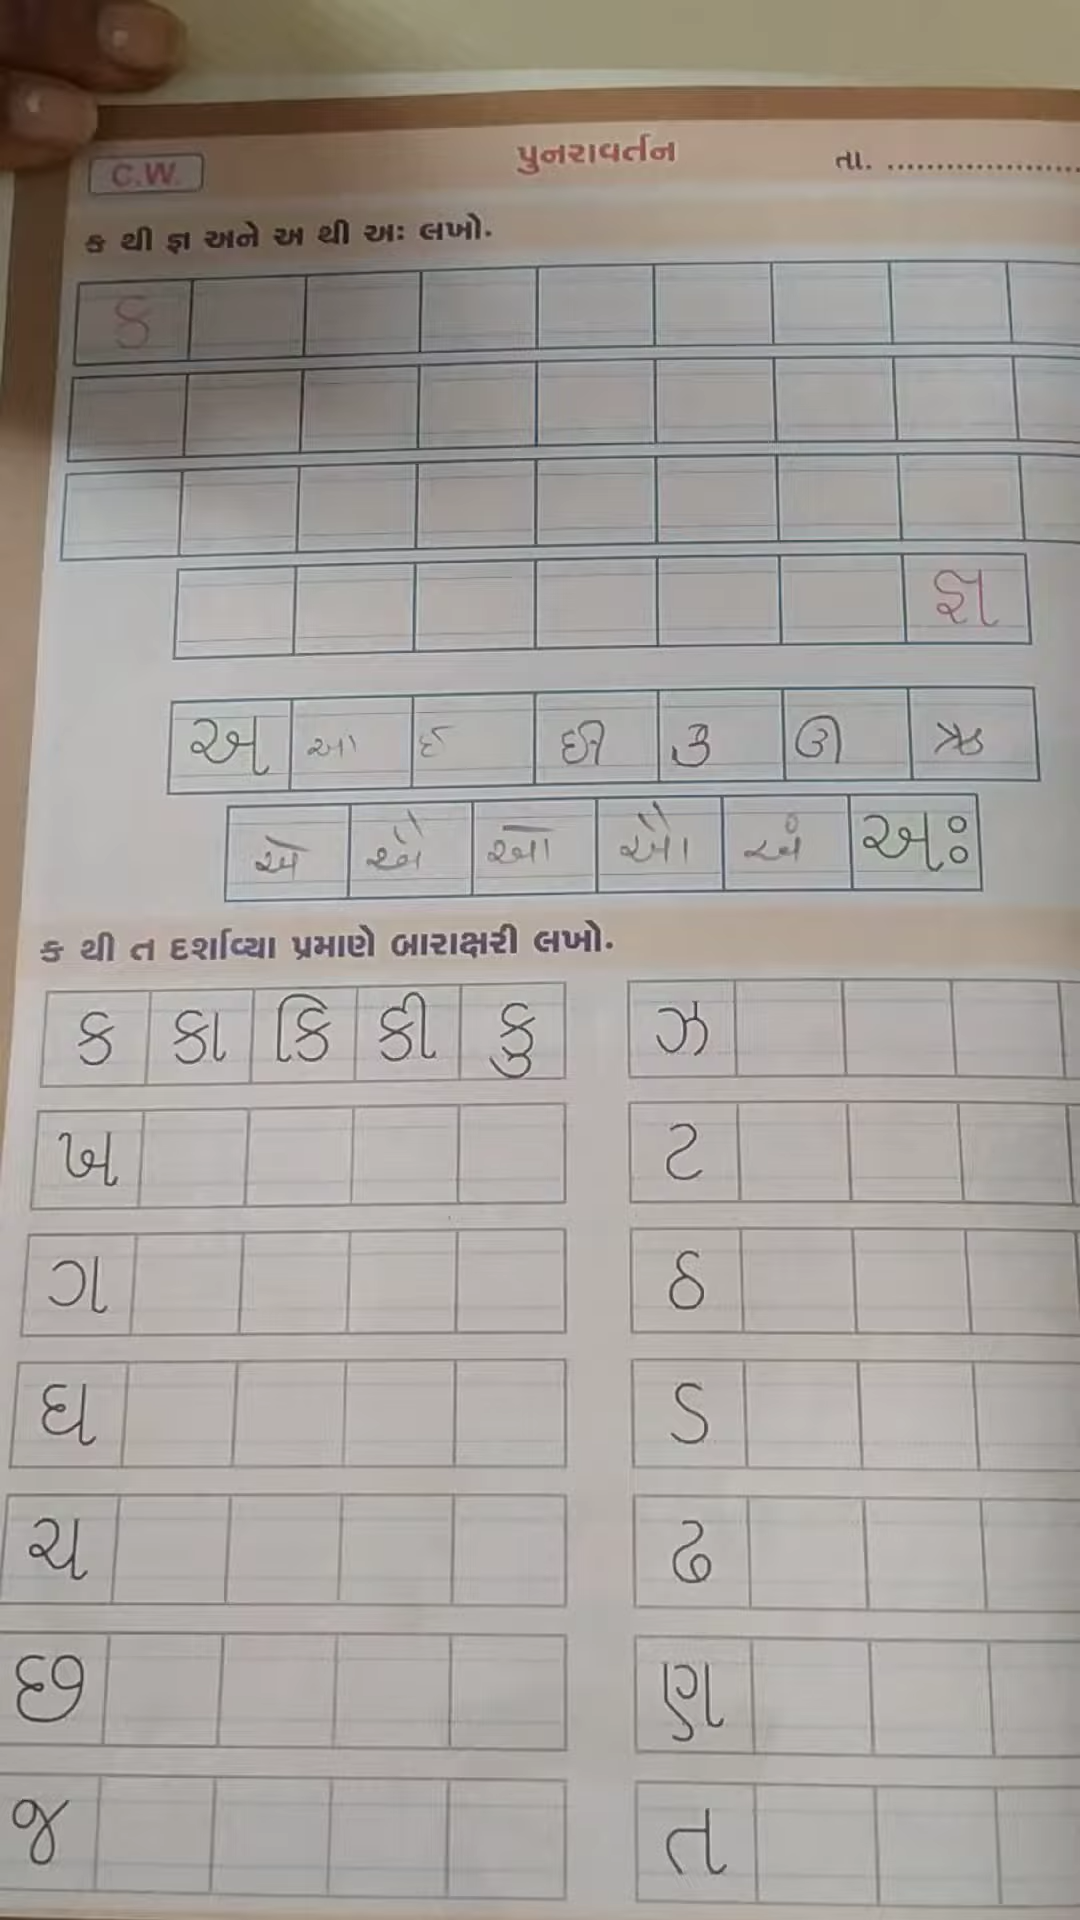 C.W.
પુનરાવર્તન
તા. ....................
ક થી જ્ઞ અને અ થી અઃ લખો.
ક
જ્ઞ
અ આ ઈ ઈ ઉ ઊ ઋ
એ ઐ ઓ ઔ અં અઃ
ક થી ત દર્શાવ્યા પ્રમાણે બારાક્ષરી લખો.
ક કા કિ કી કુ
ઝ
ખ
ટ
ગ
ઠ
ઘ
ડ
ચ
ઢ
છ
ણ
જ
ત